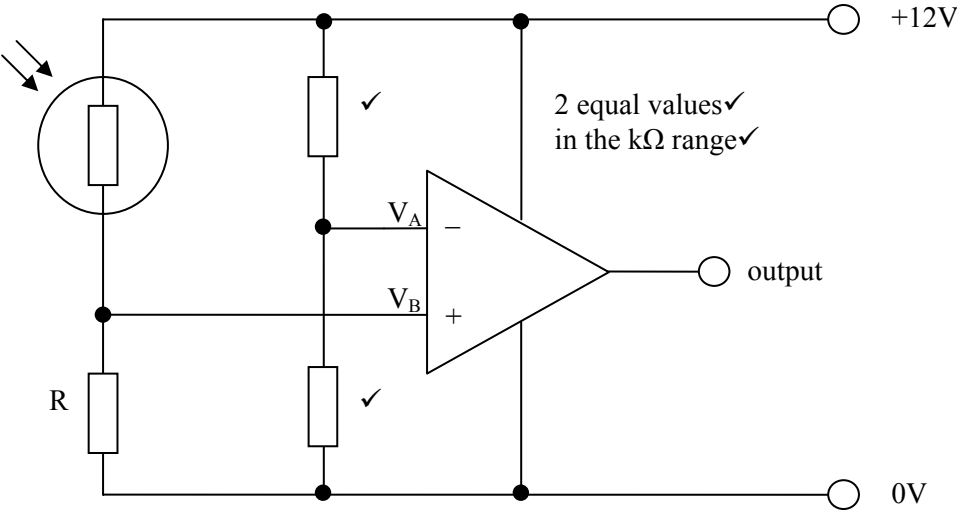 +12V
✓
2 equal values✓
in the kΩ range✓
V_A
−
output
V_B
+
R
✓
0V